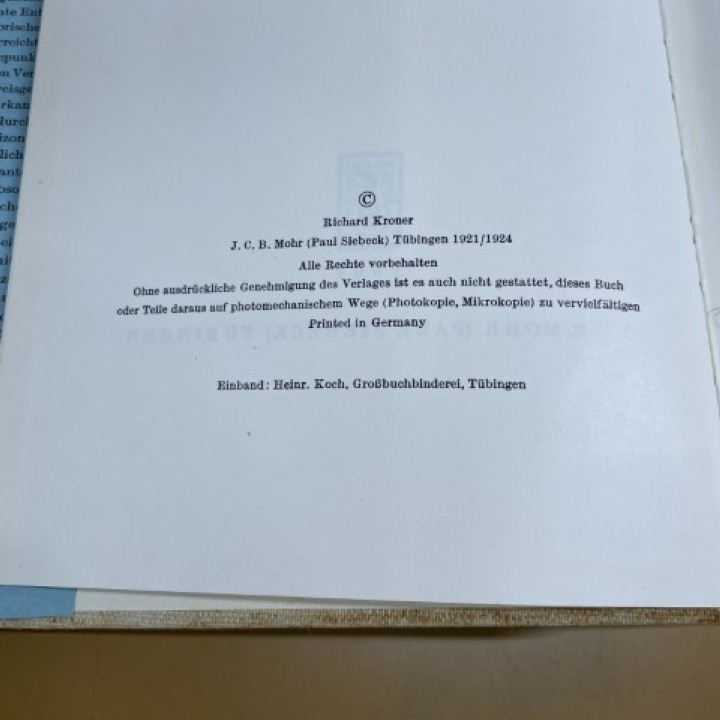 ©
Richard Kroner
J. C. B. Mohr (Paul Siebeck) Tübingen 1921/1924
Alle Rechte vorbehalten
Ohne ausdrückliche Genehmigung des Verlages ist es auch nicht gestattet, dieses Buch
oder Teile daraus auf photomechanischem Wege (Photokopie, Mikrokopie) zu vervielfältigen
Printed in Germany
Einband: Heinr. Koch, Großbuchbinderei, Tübingen